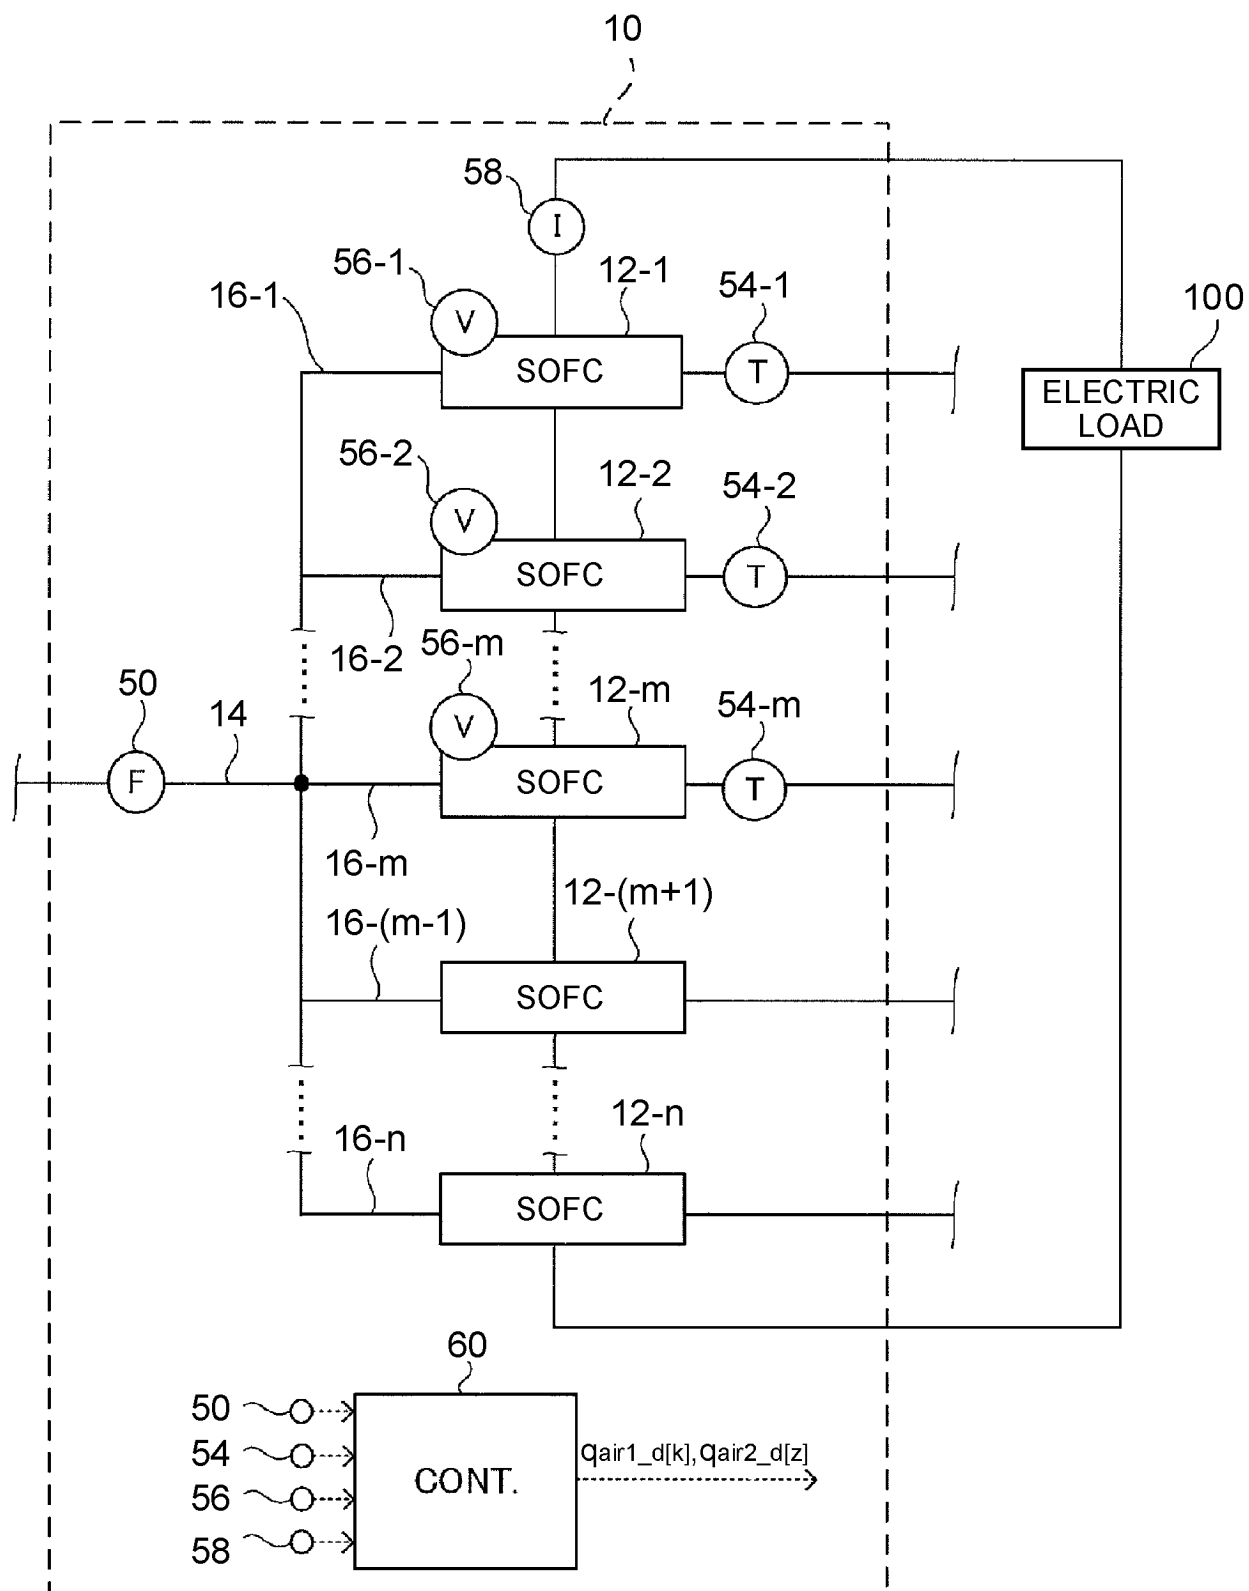 10
58
I
56-1
12-1
54-1
16-1
V
100
SOFC
T
ELECTRIC
LOAD
56-2
12-2
54-2
V
SOFC
T
16-2
56-m
50
12-m
14
54-m
V
F
SOFC
T
16-m
12-(m+1)
16-(m-1)
SOFC
12-n
16-n
SOFC
60
50
54
qair1_d[k],qair2_d[z]
CONT.
56
58